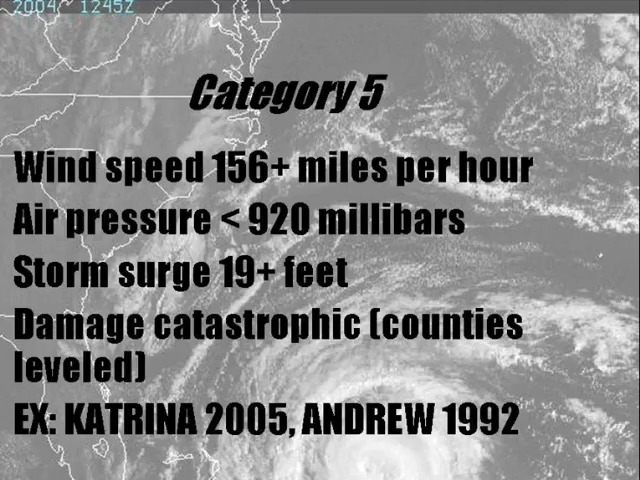 2004 1245Z
Category 5
Wind speed 156+ miles per hour
Air pressure < 920 millibars
Storm surge 19+ feet
Damage catastrophic (counties
leveled)
EX: KATRINA 2005, ANDREW 1992